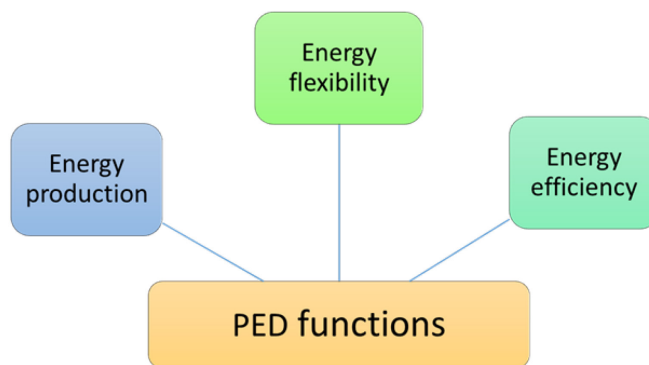 Energy
flexibility
Energy
production
Energy
efficiency
PED functions